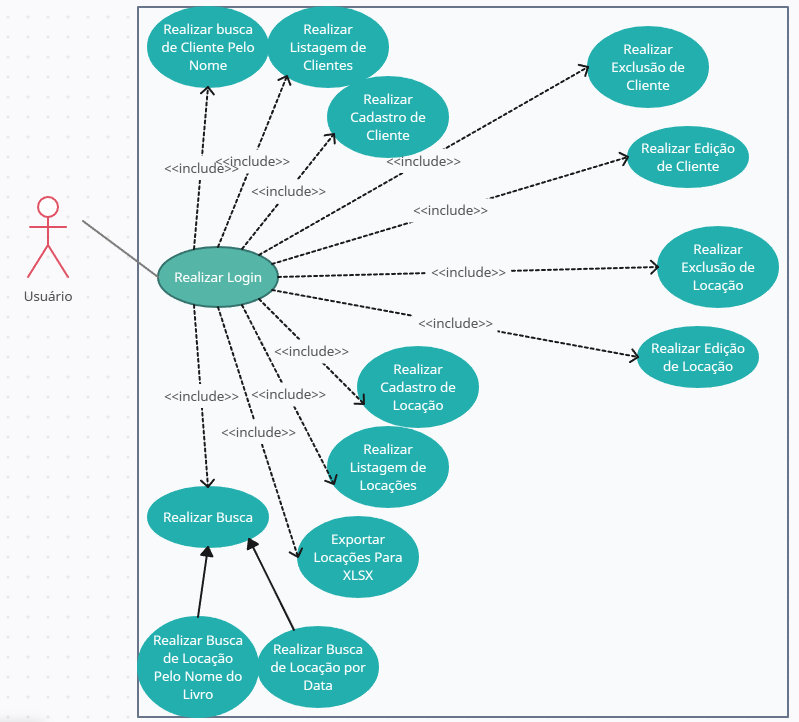 Realizar busca
de Cliente Pelo
Nome
Realizar
Listagem de
Clientes
Realizar
Cadastro de
Cliente
Realizar
Exclusão de
Cliente
Realizar Edição
de Cliente
<<include>>
<<include>>
<<include>>
<<include>>
<<include>>
Usuário
Realizar Login
<<include>>
Realizar
Exclusão de
Locação
<<include>>
Realizar Edição
de Locação
<<include>>
Realizar
Cadastro de
Locação
<<include>>
<<include>>
<<include>>
Realizar
Listagem de
Locações
Realizar Busca
Exportar
Locações Para
XLSX
Realizar Busca
de Locação
Pelo Nome do
Livro
Realizar Busca
de Locação por
Data